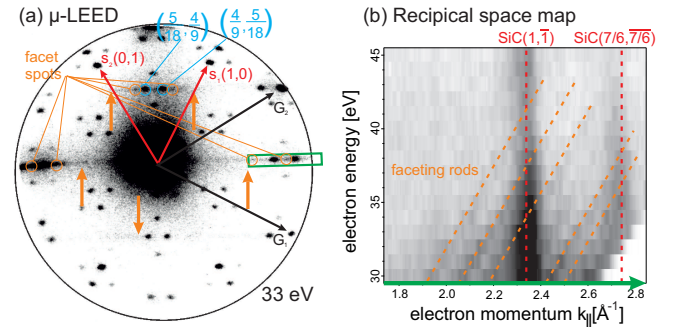 (a) μ-LEED
(5/18, 4/9) (4/9, 5/18)
facet
spots
s₂(0,1)
s₁(1,0)
G₂
G₁
33 eV
(b) Recipical space map
SiC(1,1̅) SiC(7/6,7̅/6̅)
45
40
35
30
electron energy [eV]
faceting rods
1.8 2.0 2.2 2.4 2.6 2.8
electron momentum k||[Å⁻¹]